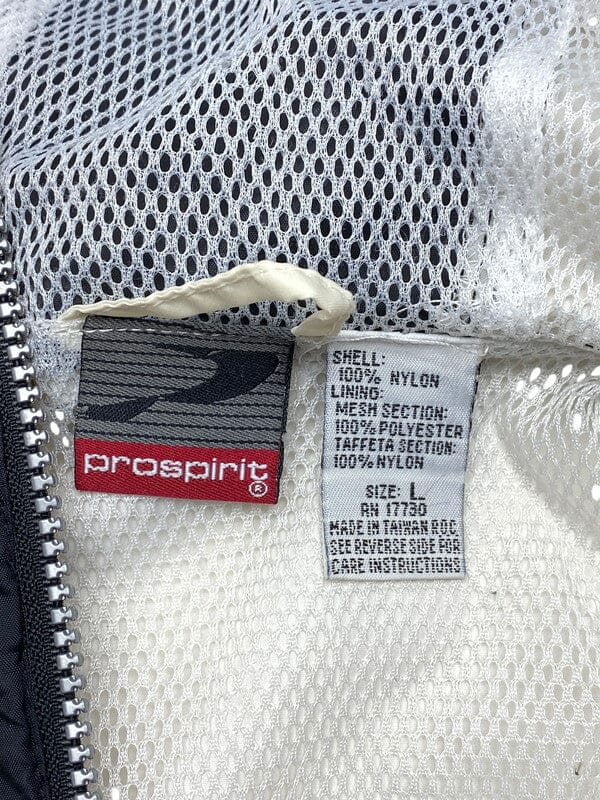 prospirit®
SHELL:
100% NYLON
LINING:
MESH SECTION:
100% POLYESTER
TAFFETA SECTION:
100% NYLON
SIZE: L
RN 17730
MADE IN TAIWAN ROC
SEE REVERSE SIDE FOR
CARE INSTRUCTIONS